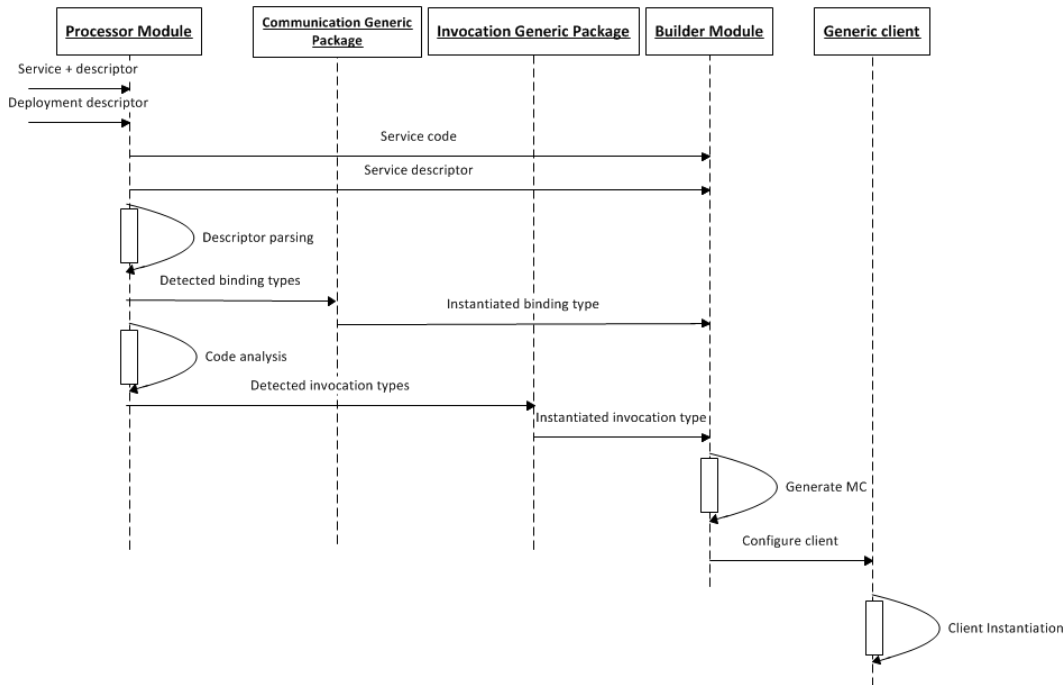 Processor Module
Communication Generic
Package
Invocation Generic Package
Builder Module
Generic client
Service + descriptor
Deployment descriptor
Service code
Service descriptor
Descriptor parsing
Detected binding types
Instantiated binding type
Code analysis
Detected invocation types
Instantiated invocation type
Generate MC
Configure client
Client Instantiation